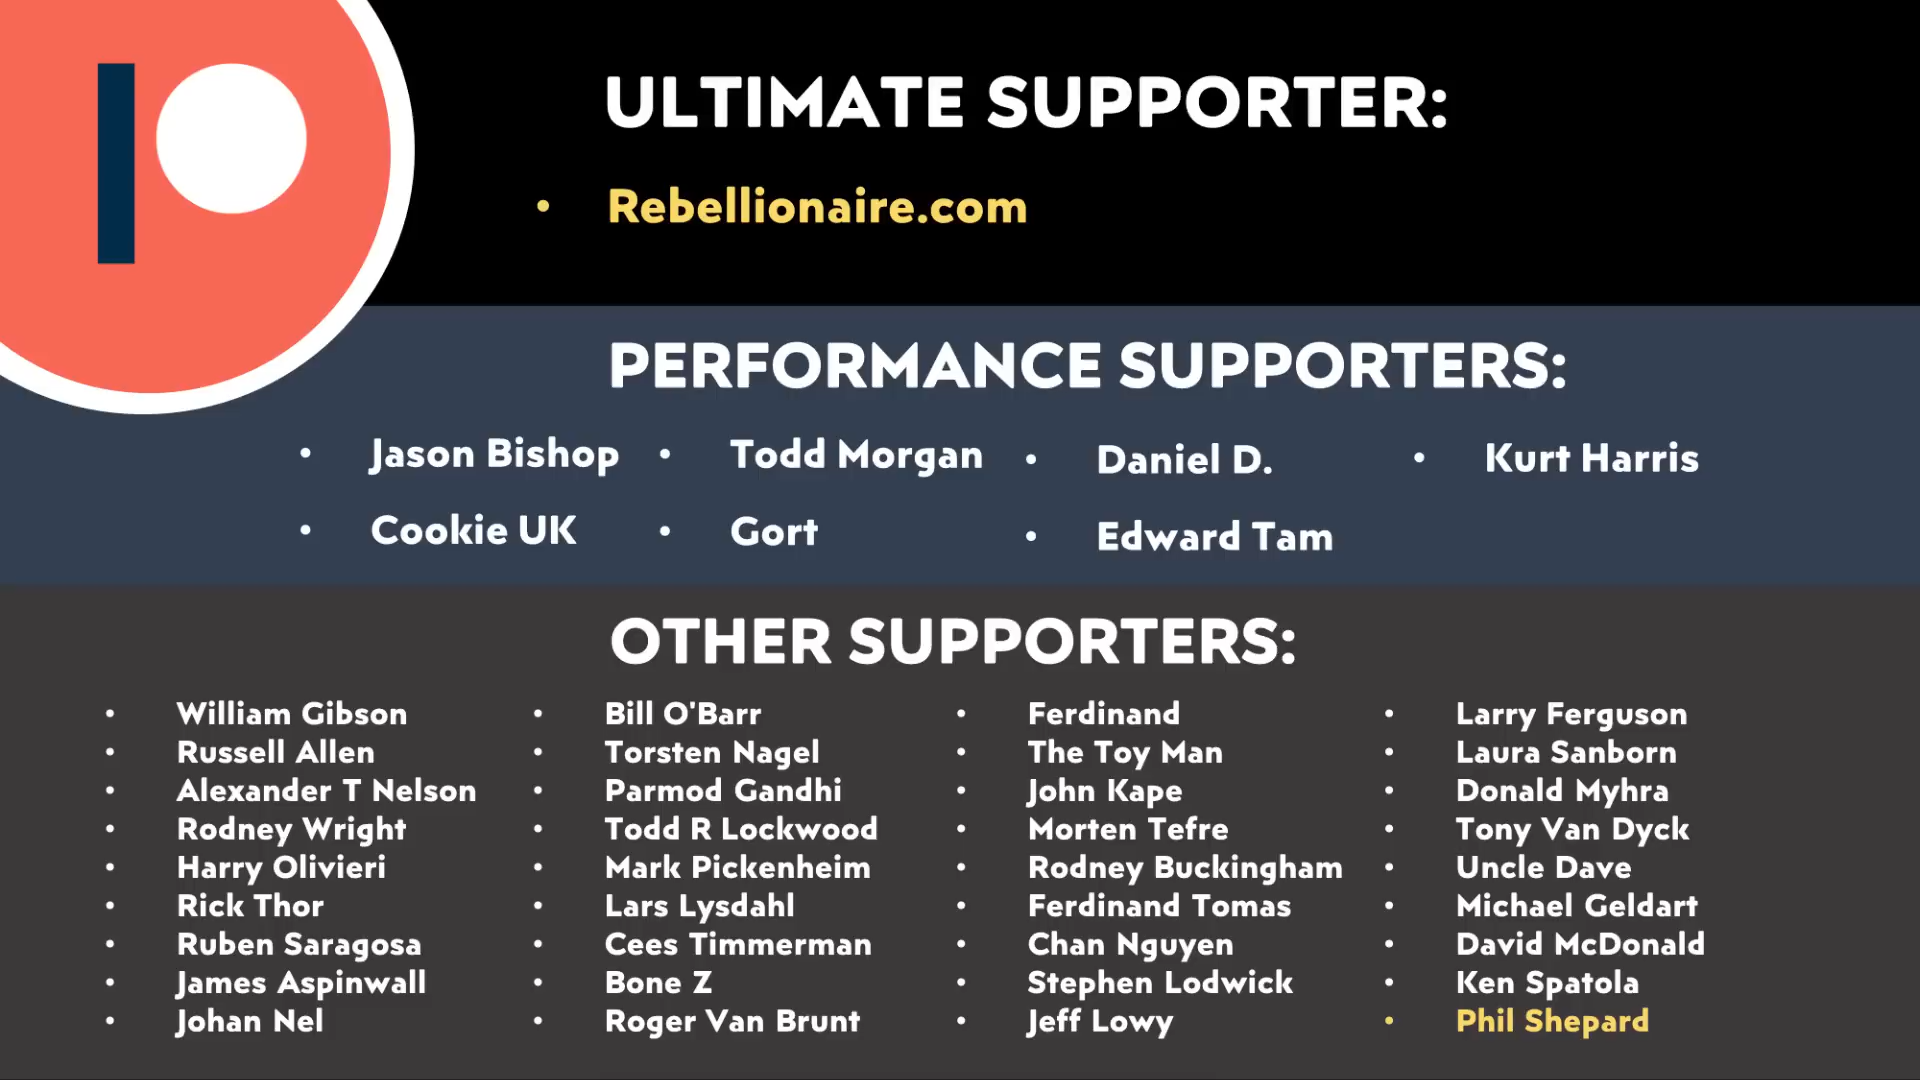 ULTIMATE SUPPORTER:
• Rebellionaire.com
PERFORMANCE SUPPORTERS:
• Jason Bishop
• Cookie UK
• Todd Morgan
• Gort
• Daniel D.
• Edward Tam
• Kurt Harris
OTHER SUPPORTERS:
• William Gibson
• Russell Allen
• Alexander T Nelson
• Rodney Wright
• Harry Olivieri
• Rick Thor
• Ruben Saragosa
• James Aspinwall
• Johan Nel
• Bill O'Barr
• Torsten Nagel
• Parmod Gandhi
• Todd R Lockwood
• Mark Pickenheim
• Lars Lysdahl
• Cees Timmerman
• Bone Z
• Roger Van Brunt
• Ferdinand
• The Toy Man
• John Kape
• Morten Tefre
• Rodney Buckingham
• Ferdinand Tomas
• Chan Nguyen
• Stephen Lodwick
• Jeff Lowy
• Larry Ferguson
• Laura Sanborn
• Donald Myhra
• Tony Van Dyck
• Uncle Dave
• Michael Geldart
• David McDonald
• Ken Spatola
• Phil Shepard